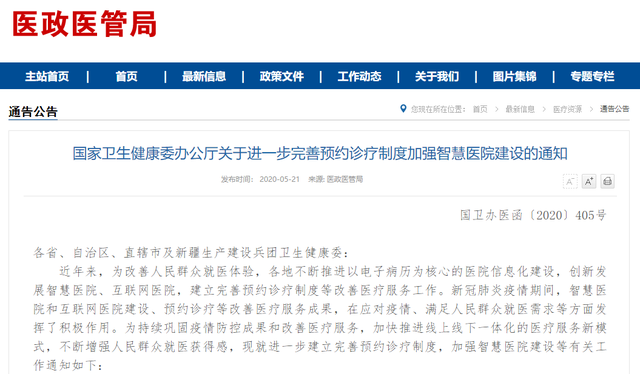 医政医管局
主站首页 | 首页 | 最新信息 | 政策文件 | 工作动态 | 关于我们 | 图片集锦 | 专题专栏
通告公告 您现在所在位置： 首页 > 最新信息 > 医疗资源 > 通告公告
国家卫生健康委办公厅关于进一步完善预约诊疗制度加强智慧医院建设的通知
发布时间： 2020-05-21 来源: 医政医管局 A- A+
国卫办医函〔2020〕405号
各省、自治区、直辖市及新疆生产建设兵团卫生健康委：
近年来，为改善人民群众就医体验，各地不断推进以电子病历为核心的医院信息化建设，创新发
展智慧医院、互联网医院，建立完善预约诊疗制度等改善医疗服务工作。新冠肺炎疫情期间，智慧医院
和互联网医院建设、预约诊疗等改善医疗服务成果，在应对疫情、满足人民群众就医需求等方面发
挥了积极作用。为持续巩固疫情防控成果和改善医疗服务，加快推进线上线下一体化的医疗服务新模
式，不断增强人民群众就医获得感，现就进一步建立完善预约诊疗制度，加强智慧医院建设等有关工
作通知如下：